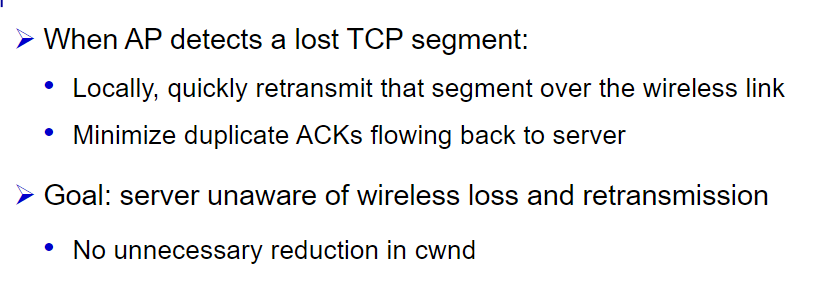 ➢ When AP detects a lost TCP segment:
• Locally, quickly retransmit that segment over the wireless link
• Minimize duplicate ACKs flowing back to server
➢ Goal: server unaware of wireless loss and retransmission
• No unnecessary reduction in cwnd